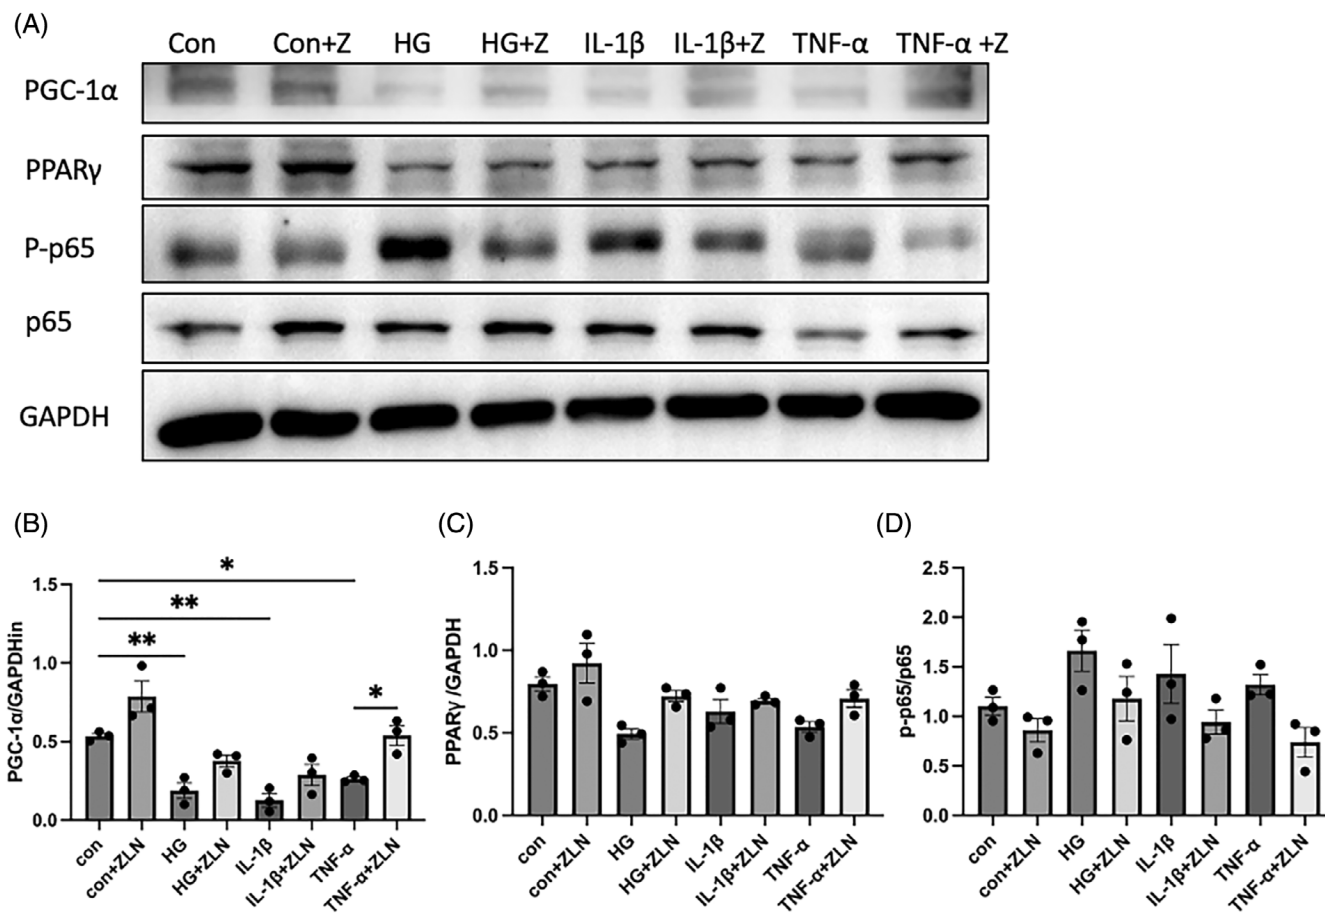 (A)
Con Con+Z HG HG+Z IL-1β IL-1β+Z TNF-α TNF-α +Z
PGC-1α
PPARγ
P-p65
p65
GAPDH
(B)
PGC-1α/GAPDHin
1.5
1.0
0.5
0.0
*
**
**
*
con
con+ZLN
HG
HG+ZLN
IL-1β
IL-1β+ZLN
TNF-α
TNF-α+ZLN
(C)
PPARγ /GAPDH
1.5
1.0
0.5
0.0
con
con+ZLN
HG
HG+ZLN
IL-1β
IL-1β+ZLN
TNF-α
TNF-α+ZLN
(D)
p-p65/p65
2.5
2.0
1.5
1.0
0.5
0.0
con
con+ZLN
HG
HG+ZLN
IL-1β
IL-1β+ZLN
TNF-α
TNF-α+ZLN